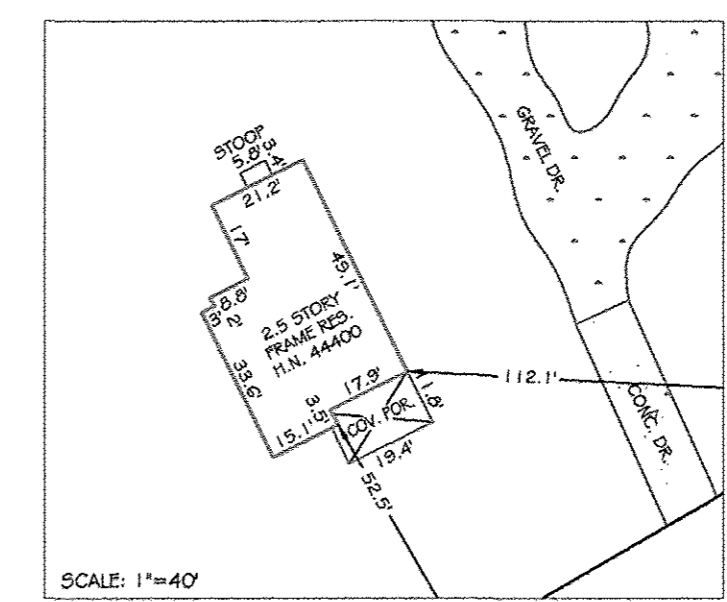 STOOP
5.8'
3.4'
21.2'
17'
GRAVEL DR.
49.1'
8.8'
3'
2'
2.5 STORY
FRAME RES.
H.N. 44400
33.6'
17.9'
3.5'
15.1'
COV. POR.
11.8'
19.4'
112.1'
CONC. DR.
52.5'
SCALE: 1"=40'